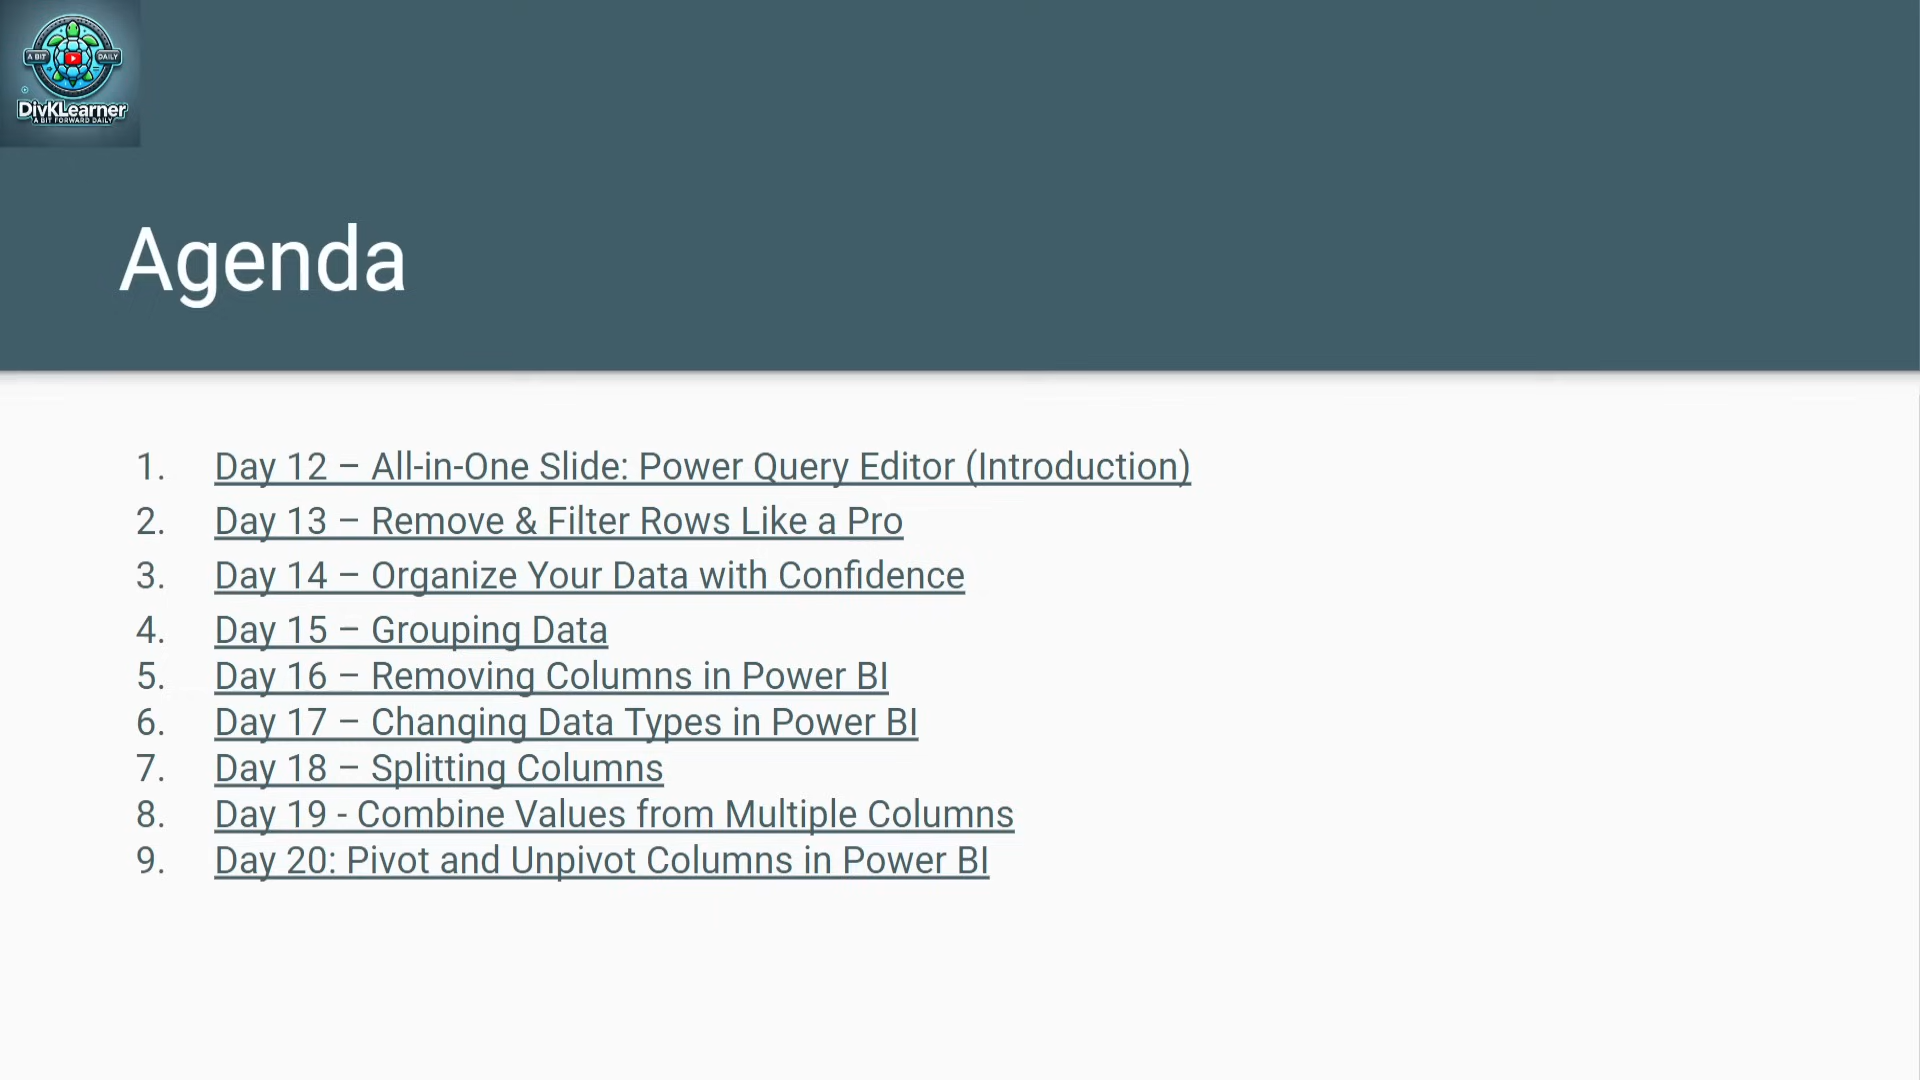 A BIT DAILY
DivKLearner
A BIT FORWARD DAILY
Agenda
1. Day 12 – All-in-One Slide: Power Query Editor (Introduction)
2. Day 13 – Remove & Filter Rows Like a Pro
3. Day 14 – Organize Your Data with Confidence
4. Day 15 – Grouping Data
5. Day 16 – Removing Columns in Power BI
6. Day 17 – Changing Data Types in Power BI
7. Day 18 – Splitting Columns
8. Day 19 - Combine Values from Multiple Columns
9. Day 20: Pivot and Unpivot Columns in Power BI